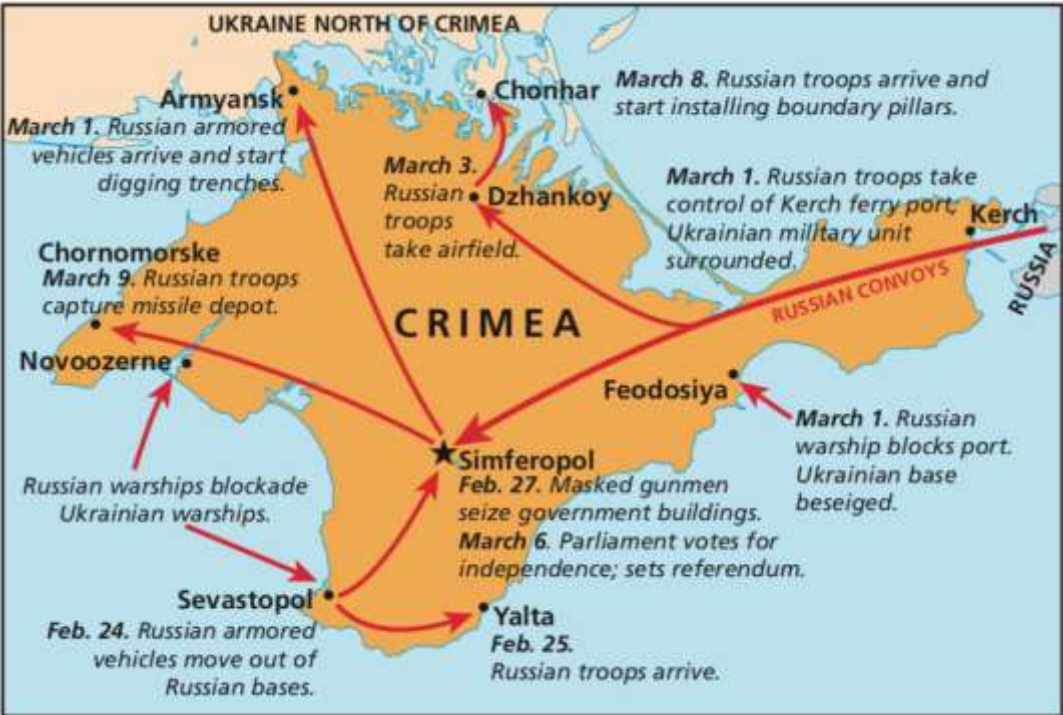 UKRAINE NORTH OF CRIMEA
Armyansk
March 1. Russian armored
vehicles arrive and start
digging trenches.
Chonhar
March 8. Russian troops arrive and
start installing boundary pillars.
March 3.
Russian
troops
take airfield.
Dzhankoy
March 1. Russian troops take
control of Kerch ferry port,
Ukrainian military unit
surrounded.
Kerch
RUSSIA
RUSSIAN CONVOYS
Chornomorske
March 9. Russian troops
capture missile depot.
Novoozerne
CRIMEA
Feodosiya
March 1. Russian
warship blocks port.
Ukrainian base
beseiged.
Simferopol
Feb. 27. Masked gunmen
seize government buildings.
March 6. Parliament votes for
independence; sets referendum.
Russian warships blockade
Ukrainian warships.
Sevastopol
Feb. 24. Russian armored
vehicles move out of
Russian bases.
Yalta
Feb. 25.
Russian troops arrive.